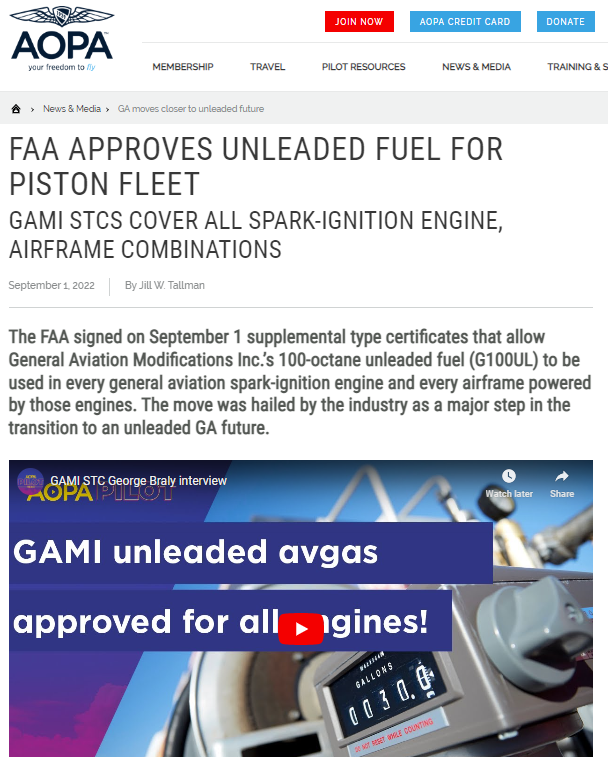 JOIN NOW
AOPA CREDIT CARD
DONATE
AOPA
your freedom to fly
MEMBERSHIP
TRAVEL
PILOT RESOURCES
NEWS & MEDIA
TRAINING & S
News & Media
GA moves closer to unleaded future
FAA APPROVES UNLEADED FUEL FOR
PISTON FLEET
GAMI STCS COVER ALL SPARK-IGNITION ENGINE,
AIRFRAME COMBINATIONS
September 1, 2022
By Jill W. Tallman
The FAA signed on September 1 supplemental type certificates that allow
General Aviation Modifications Inc.'s 100-octane unleaded fuel (G100UL) to be
used in every general aviation spark-ignition engine and every airframe powered
by those engines. The move was hailed by the industry as a major step in the
transition to an unleaded GA future.
GAMI STC George Braly interview
AOPA PILOT
Watch later
Share
GAMI unleaded avgas
approved for all ngines!
GALLONS
0030.
DO NOT RESET WHILE COUNTING